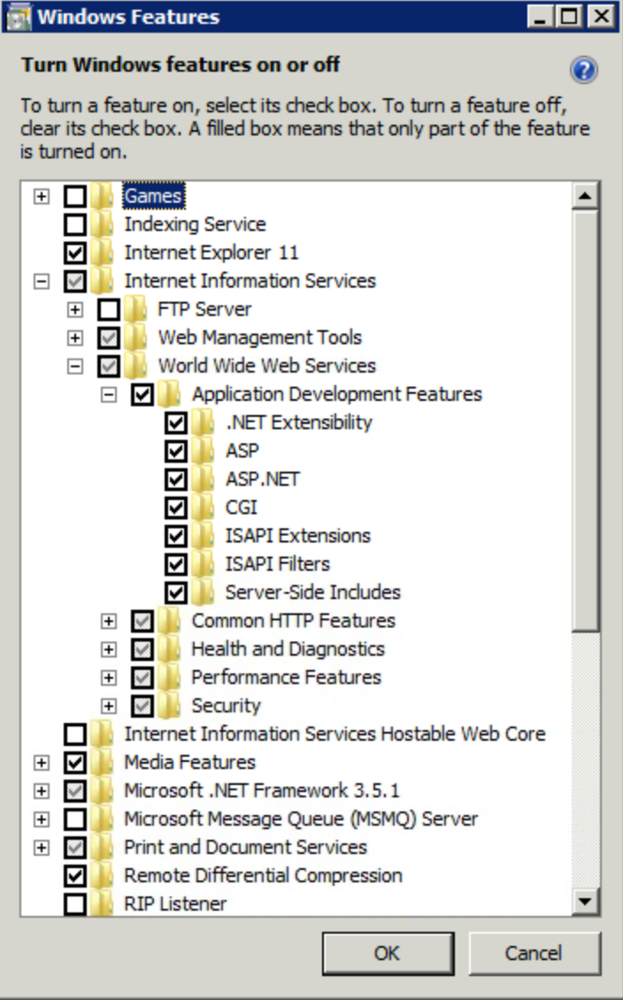 Windows Features
Turn Windows features on or off
To turn a feature on, select its check box. To turn a feature off,
clear its check box. A filled box means that only part of the feature
is turned on.
Games
Indexing Service
Internet Explorer 11
Internet Information Services
FTP Server
Web Management Tools
World Wide Web Services
Application Development Features
.NET Extensibility
ASP
ASP.NET
CGI
ISAPI Extensions
ISAPI Filters
Server-Side Includes
Common HTTP Features
Health and Diagnostics
Performance Features
Security
Internet Information Services Hostable Web Core
Media Features
Microsoft .NET Framework 3.5.1
Microsoft Message Queue (MSMQ) Server
Print and Document Services
Remote Differential Compression
RIP Listener
OK Cancel